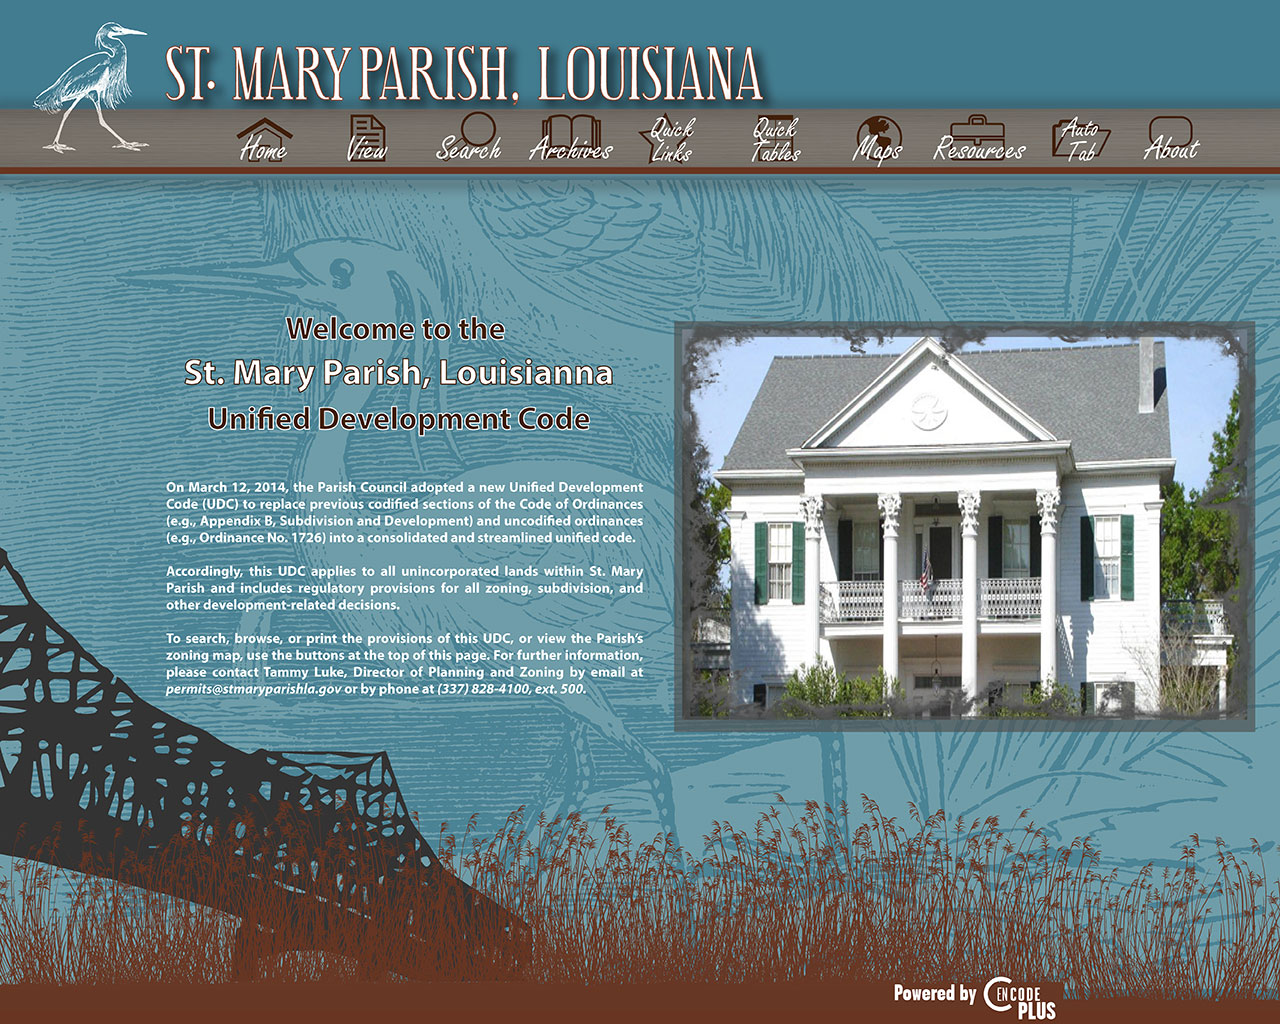 ST. MARY PARISH, LOUISIANA
Home
View
Search
Archives
Quick
Links
Quick
Tables
Maps
Resources
Auto
Tab
About
Welcome to the
St. Mary Parish, Louisianna
Unified Development Code
On March 12, 2014, the Parish Council adopted a new Unified Development
Code (UDC) to replace previous codified sections of the Code of Ordinances
(e.g., Appendix B, Subdivision and Development) and uncodified ordinances
(e.g., Ordinance No. 1726) into a consolidated and streamlined unified code.
Accordingly, this UDC applies to all unincorporated lands within St. Mary
Parish and includes regulatory provisions for all zoning, subdivision, and
other development-related decisions.
To search, browse, or print the provisions of this UDC, or view the Parish's
zoning map, use the buttons at the top of this page. For further information,
please contact Tammy Luke, Director of Planning and Zoning by email at
permits@stmaryparishla.gov or by phone at (337) 828-4100, ext. 500.
Powered by ENCODE
PLUS